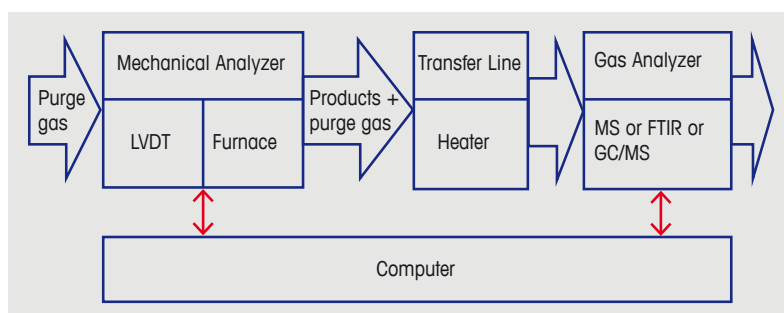 Purge
gas
Mechanical Analyzer
LVDT
Furnace
Products +
purge gas
Transfer Line
Heater
Gas Analyzer
MS or FTIR or
GC/MS
Computer